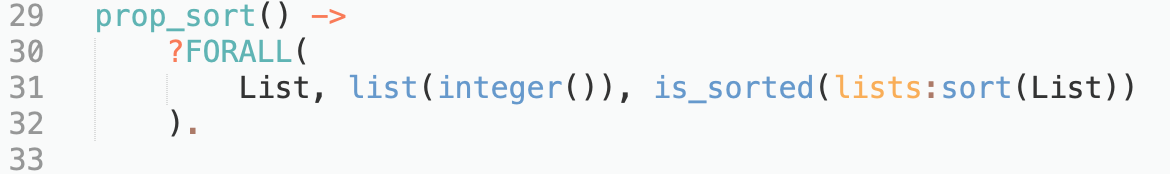 29 prop_sort() ->
30 ?FORALL(
31 List, list(integer()), is_sorted(lists:sort(List))
32 ).
33